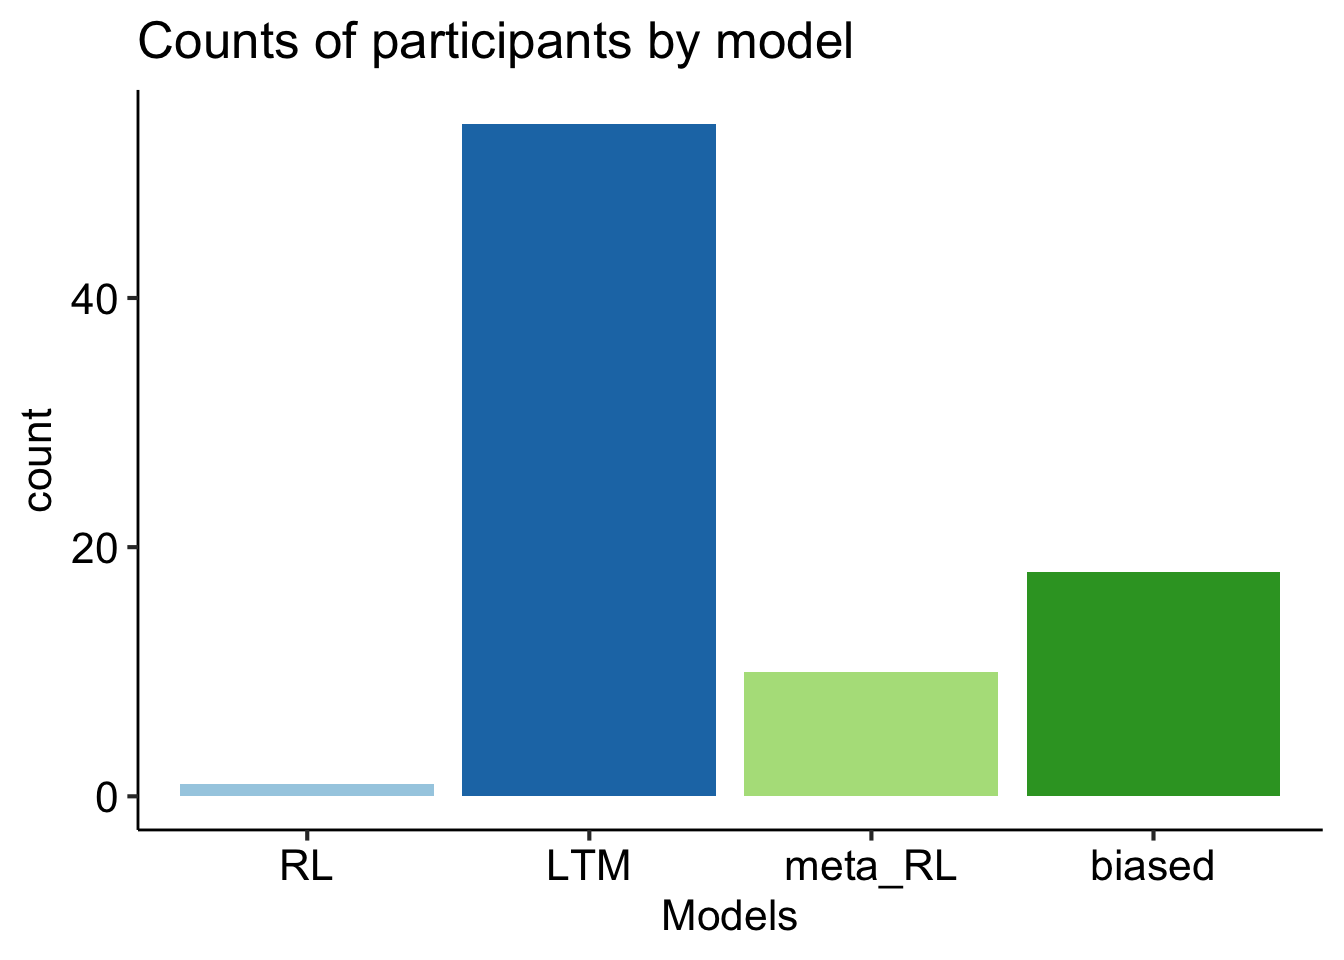 Counts of participants by model
count
40
20
0
RL LTM meta_RL biased
Models